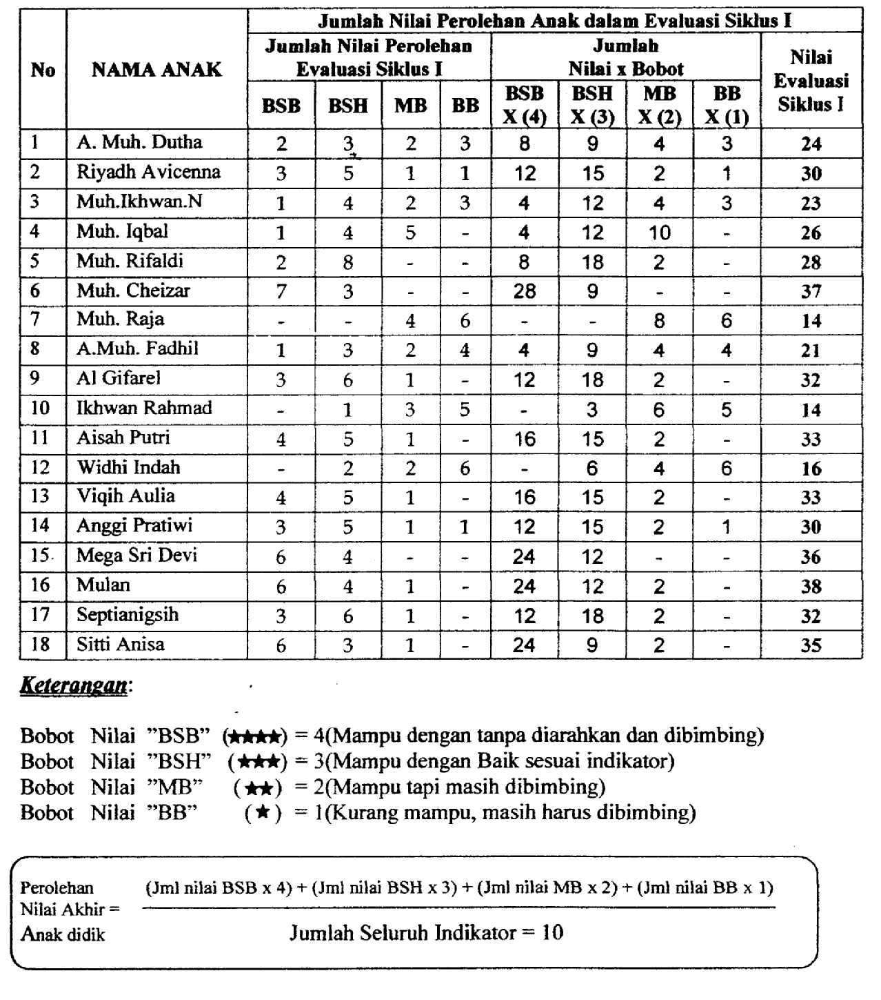 Jumlah Nilai Perolehan Anak dalam Evaluasi Siklus I
No NAMA ANAK Jumlah Nilai Perolehan Evaluasi Siklus I Jumlah Nilai x Bobot Nilai Evaluasi Siklus I
BSB BSH MB BB BSB X (4) BSH X (3) MB X (2) BB X (1)
1 A. Muh. Dutha 2 3 2 3 8 9 4 3 24
2 Riyadh Avicenna 3 5 1 1 12 15 2 1 30
3 Muh.Ikhwan.N 1 4 2 3 4 12 4 3 23
4 Muh. Iqbal 1 4 5 - 4 12 10 - 26
5 Muh. Rifaldi 2 8 - - 8 18 2 - 28
6 Muh. Cheizar 7 3 - - 28 9 - - 37
7 Muh. Raja - - 4 6 - - 8 6 14
8 A.Muh. Fadhil 1 3 2 4 4 9 4 4 21
9 Al Gifarel 3 6 1 - 12 18 2 - 32
10 Ikhwan Rahmad - 1 3 5 - 3 6 5 14
11 Aisah Putri 4 5 1 - 16 15 2 - 33
12 Widhi Indah - 2 2 6 - 6 4 6 16
13 Viqih Aulia 4 5 1 - 16 15 2 - 33
14 Anggi Pratiwi 3 5 1 1 12 15 2 1 30
15 Mega Sri Devi 6 4 - - 24 12 - - 36
16 Mulan 6 4 1 - 24 12 2 - 38
17 Septianigsih 3 6 1 - 12 18 2 - 32
18 Sitti Anisa 6 3 1 - 24 9 2 - 35
Keterangan:
Bobot Nilai ”BSB” (★★★★) = 4(Mampu dengan tanpa diarahkan dan dibimbing)
Bobot Nilai ”BSH” (★★★) = 3(Mampu dengan Baik sesuai indikator)
Bobot Nilai ”MB” (★★) = 2(Mampu tapi masih dibimbing)
Bobot Nilai ”BB” (★) = 1(Kurang mampu, masih harus dibimbing)
Perolehan (Jml nilai BSB x 4) + (Jml nilai BSH x 3) + (Jml nilai MB x 2) + (Jml nilai BB x 1)
Nilai Akhir =
Anak didik Jumlah Seluruh Indikator = 10